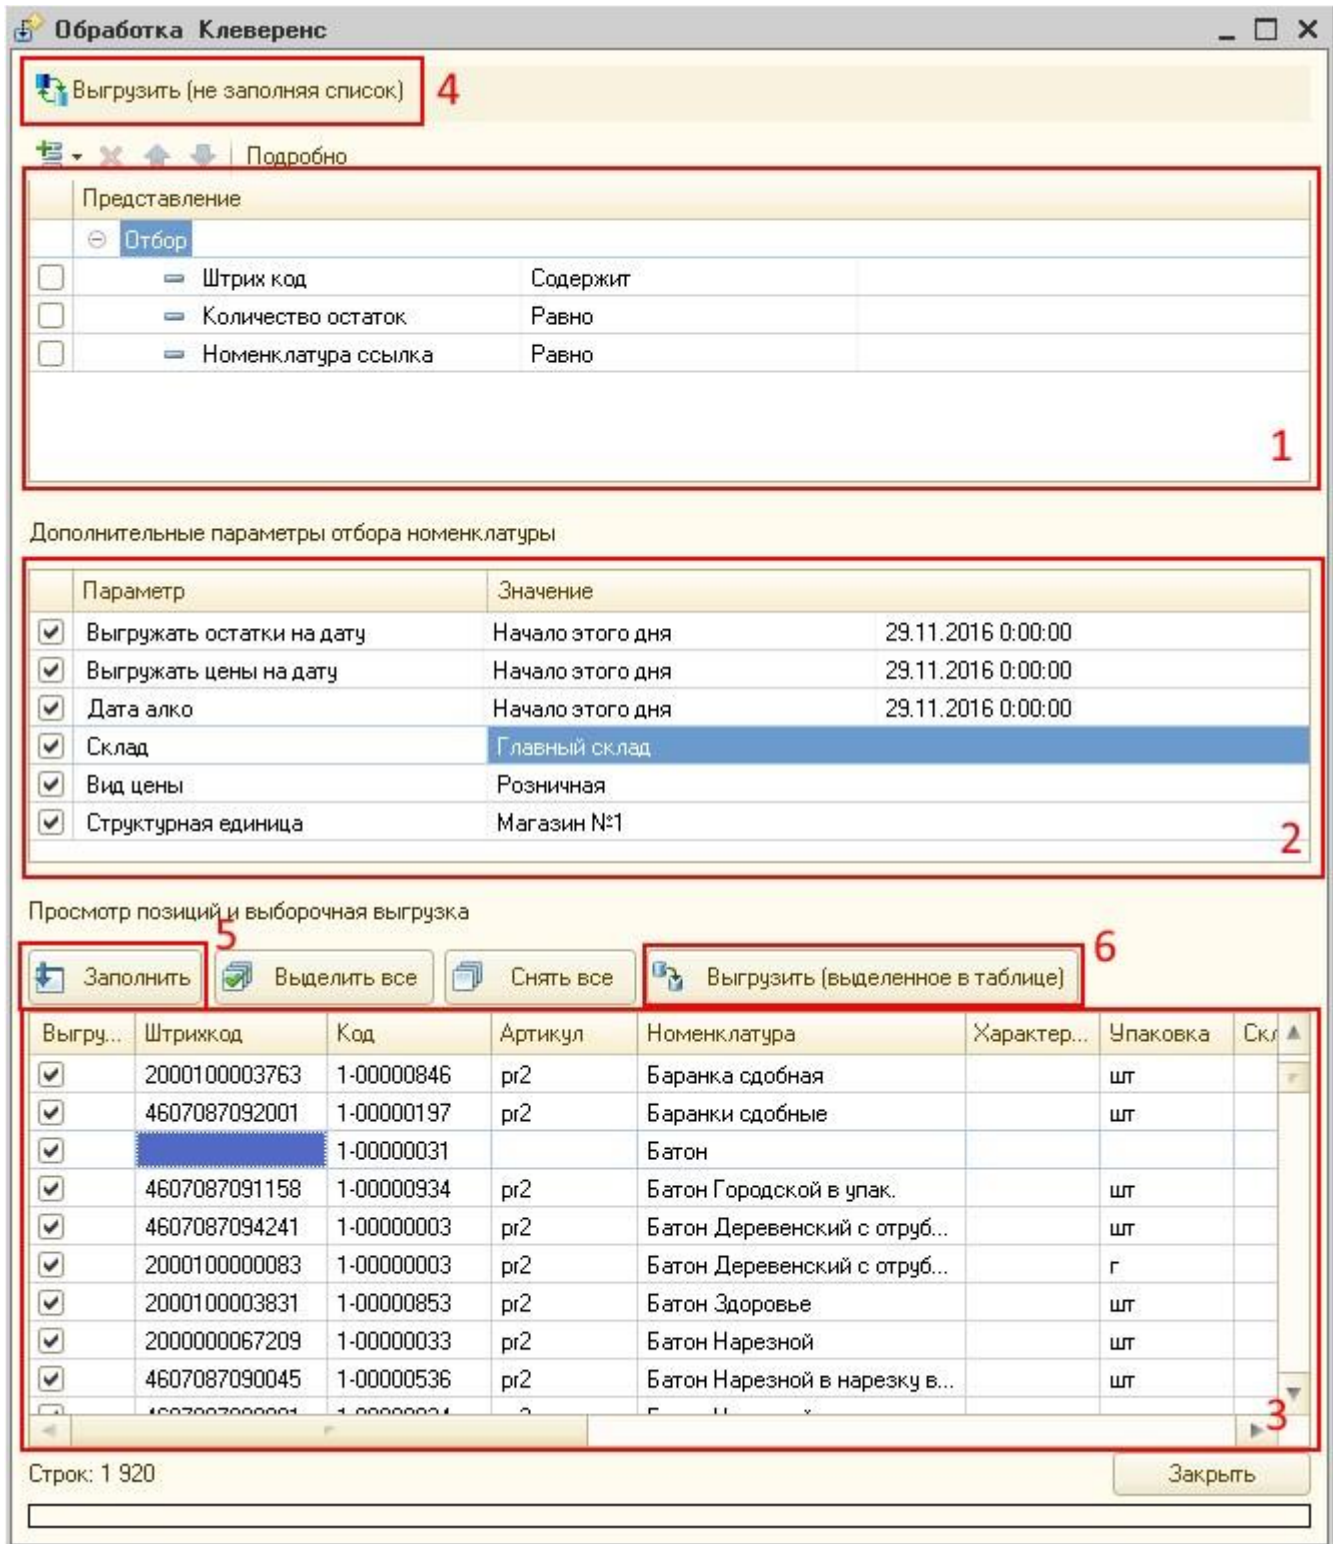 Обработка Клеверенс
Выгрузить (не заполняя список) 4
Подробно
Представление
Отбор
Штрих код Содержит
Количество остаток Равно
Номенклатура ссылка Равно
1
Дополнительные параметры отбора номенклатуры
Параметр Значение
Выгружать остатки на дату Начало этого дня 29.11.2016 0:00:00
Выгружать цены на дату Начало этого дня 29.11.2016 0:00:00
Дата алко Начало этого дня 29.11.2016 0:00:00
Склад Главный склад
Вид цены Розничная
Структурная единица Магазин №1
2
Просмотр позиций и выборочная выгрузка
5
Заполнить Выделить все Снять все Выгрузить (выделенное в таблице) 6
Выгру... Штрихкод Код Артикул Номенклатура Характер... Упаковка Скл
2000100003763 1-00000846 pr2 Баранка сдобная шт
4607087092001 1-00000197 pr2 Баранки сдобные шт
1-00000031 Батон
4607087091158 1-00000934 pr2 Батон Городской в упак. шт
4607087094241 1-00000003 pr2 Батон Деревенский с отруб... шт
2000100000083 1-00000003 pr2 Батон Деревенский с отруб... г
2000100003831 1-00000853 pr2 Батон Здоровье шт
2000000067209 1-00000033 pr2 Батон Нарезной шт
4607087090045 1-00000536 pr2 Батон Нарезной в нарезку в... шт
3
Строк: 1 920
Закрыть